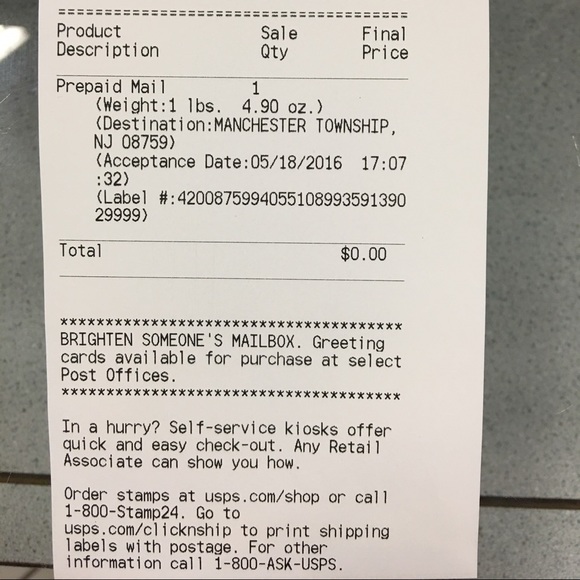 ======================================
Product Sale Final
Description Qty Price
Prepaid Mail 1
(Weight:1 lbs. 4.90 oz.)
(Destination:MANCHESTER TOWNSHIP,
NJ 08759)
(Acceptance Date:05/18/2016 17:07
:32)
(Label #:42008759940551089935913​90
29999)
Total $0.00
**************************************
BRIGHTEN SOMEONE'S MAILBOX. Greeting
cards available for purchase at select
Post Offices.
**************************************
In a hurry? Self-service kiosks offer
quick and easy check-out. Any Retail
Associate can show you how.
Order stamps at usps.com/shop or call
1-800-Stamp24. Go to
usps.com/clicknship to print shipping
labels with postage. For other
information call 1-800-ASK-USPS.